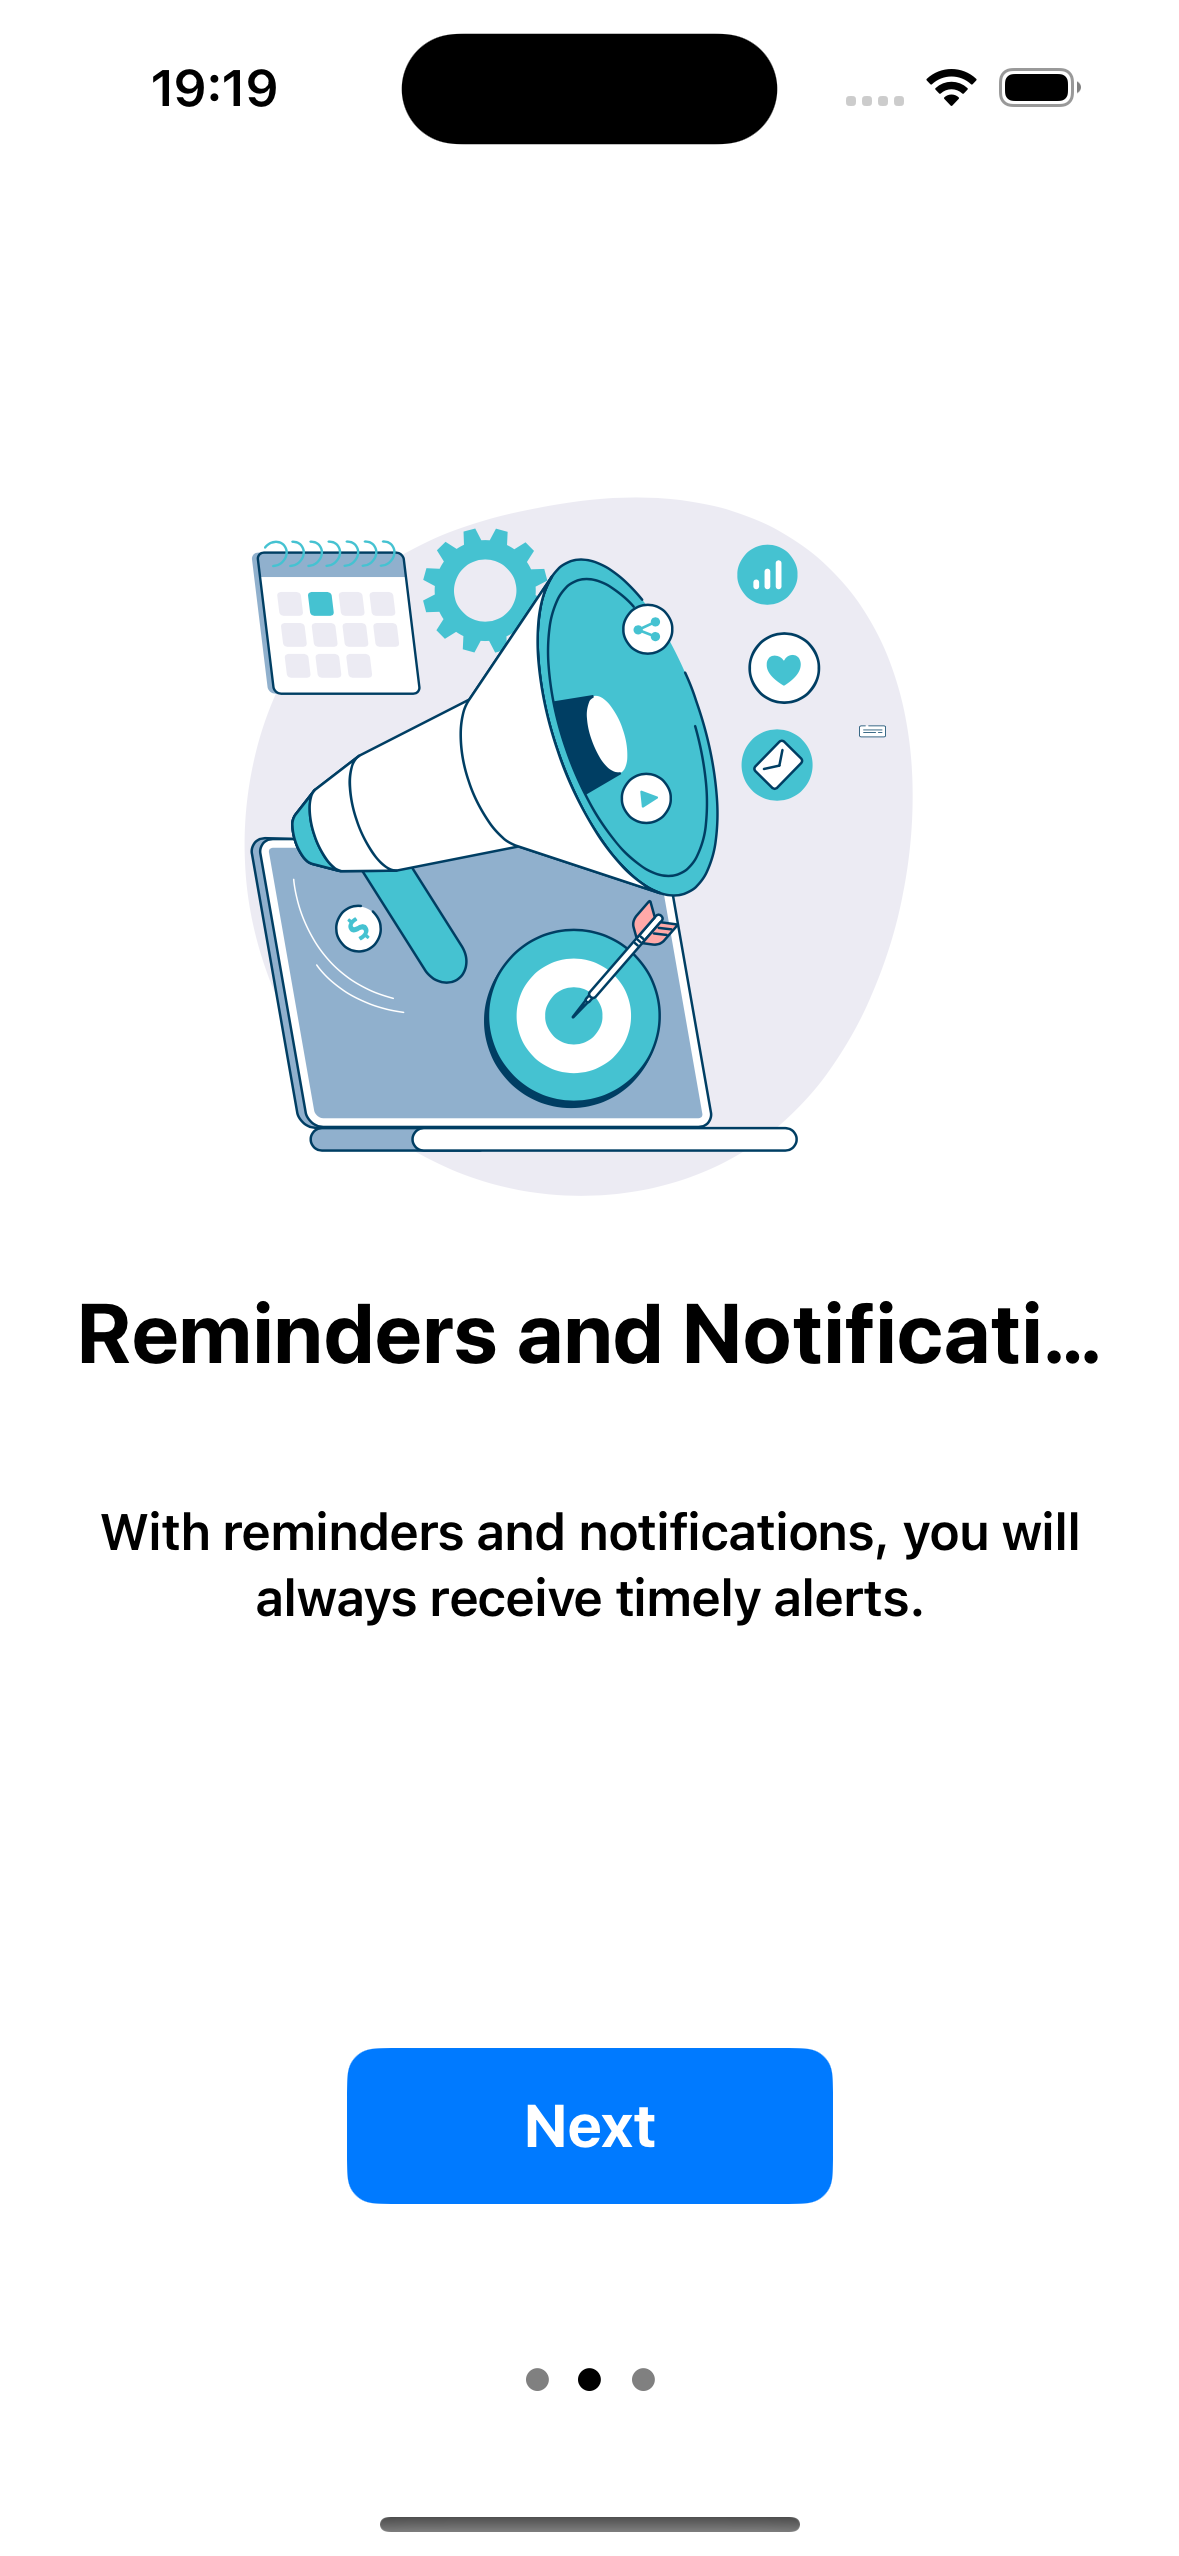 19:19
$
Reminders and Notificati...
With reminders and notifications, you will
always receive timely alerts.
Next